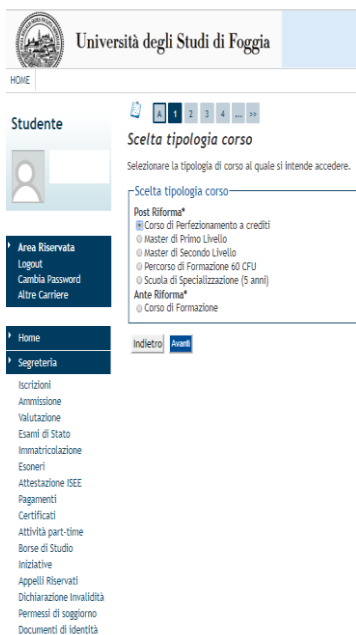 Università degli Studi di Foggia
HOME
Studente
A 1 2 3 4 ... >>
Scelta tipologia corso
Selezionare la tipologia di corso al quale si intende accedere.
Scelta tipologia corso
Post Riforma*
Corso di Perfezionamento a crediti
Master di Primo Livello
Master di Secondo Livello
Percorso di Formazione 60 CFU
Scuola di Specializzazione (5 anni)
Ante Riforma*
Corso di Formazione
Indietro Avanti
Area Riservata
Logout
Cambia Password
Altre Carriere
Home
Segreteria
Iscrizioni
Ammissione
Valutazione
Esami di Stato
Immatricolazione
Esoneri
Attestazione ISEE
Pagamenti
Certificati
Attività part-time
Borse di Studio
Iniziative
Appelli Riservati
Dichiarazione Invalidità
Permessi di soggiorno
Documenti di identità